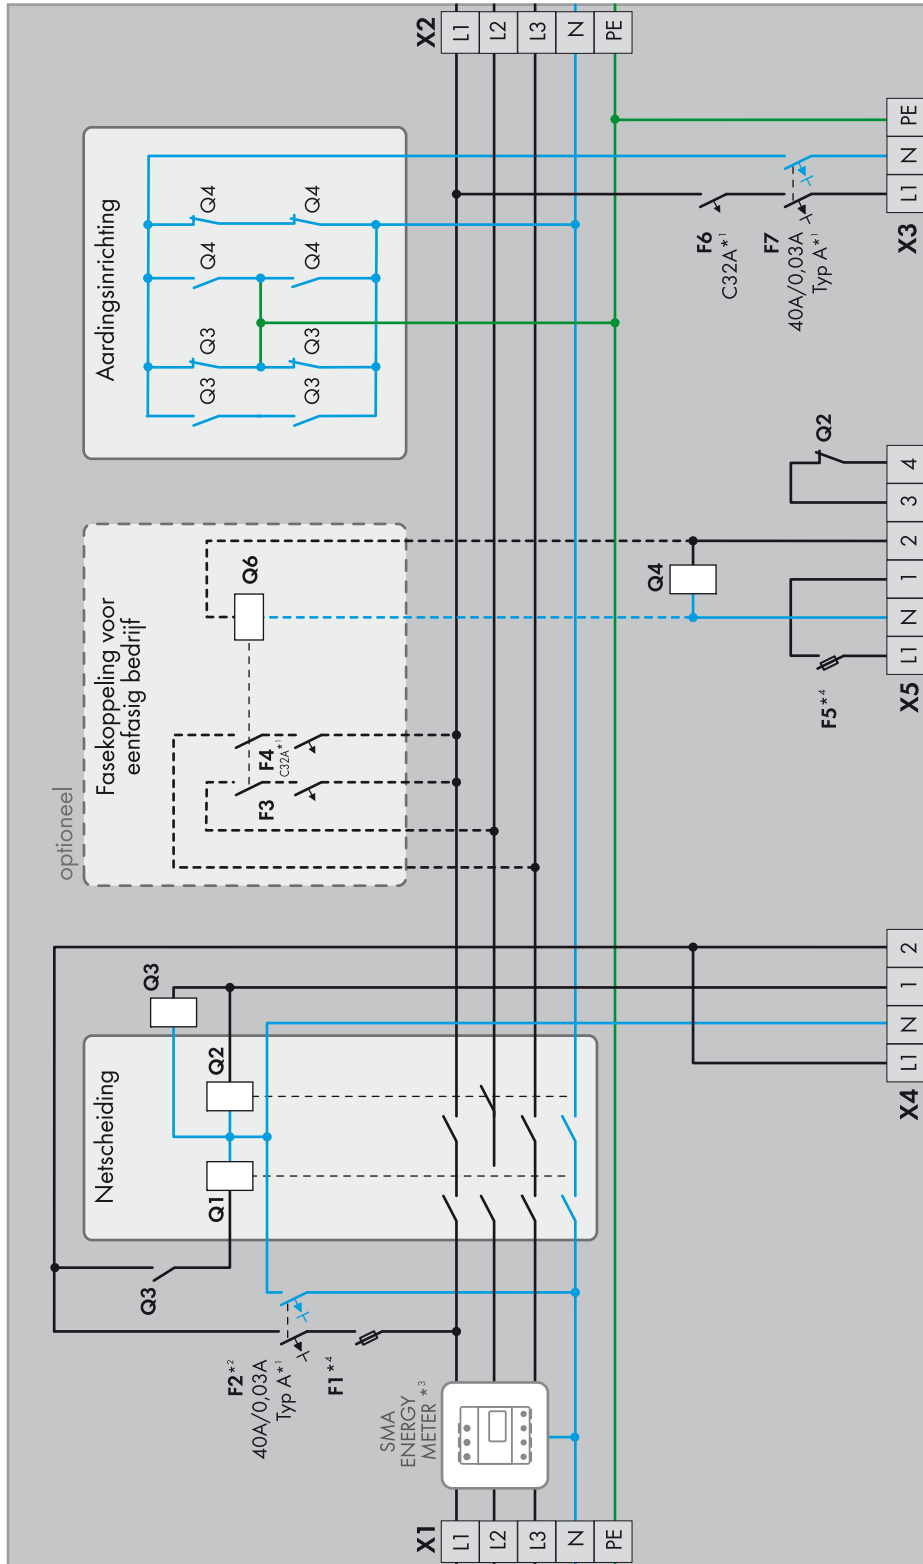 X1
L1
L2
L3
N
PE
SMA
ENERGY
METER *³
F1 *⁴
F2*²
40A/0,03A
Typ A*¹
Q3
Netscheiding
Q1
Q2
Q3
X4
L1
N
1
2
optioneel
Fasekoppeling voor
eenfasig bedrijf
F3
F4
C32A*¹
Q6
Q4
F5*⁴
Q2
X5
L1
N
1
2
3
4
Aardingsinrichting
Q3
Q3
Q4
Q4
Q3
Q3
Q4
Q4
F6
C32A*¹
F7
40A/0,03A
Typ A*¹
X3
L1
N
PE
X2
L1
L2
L3
N
PE